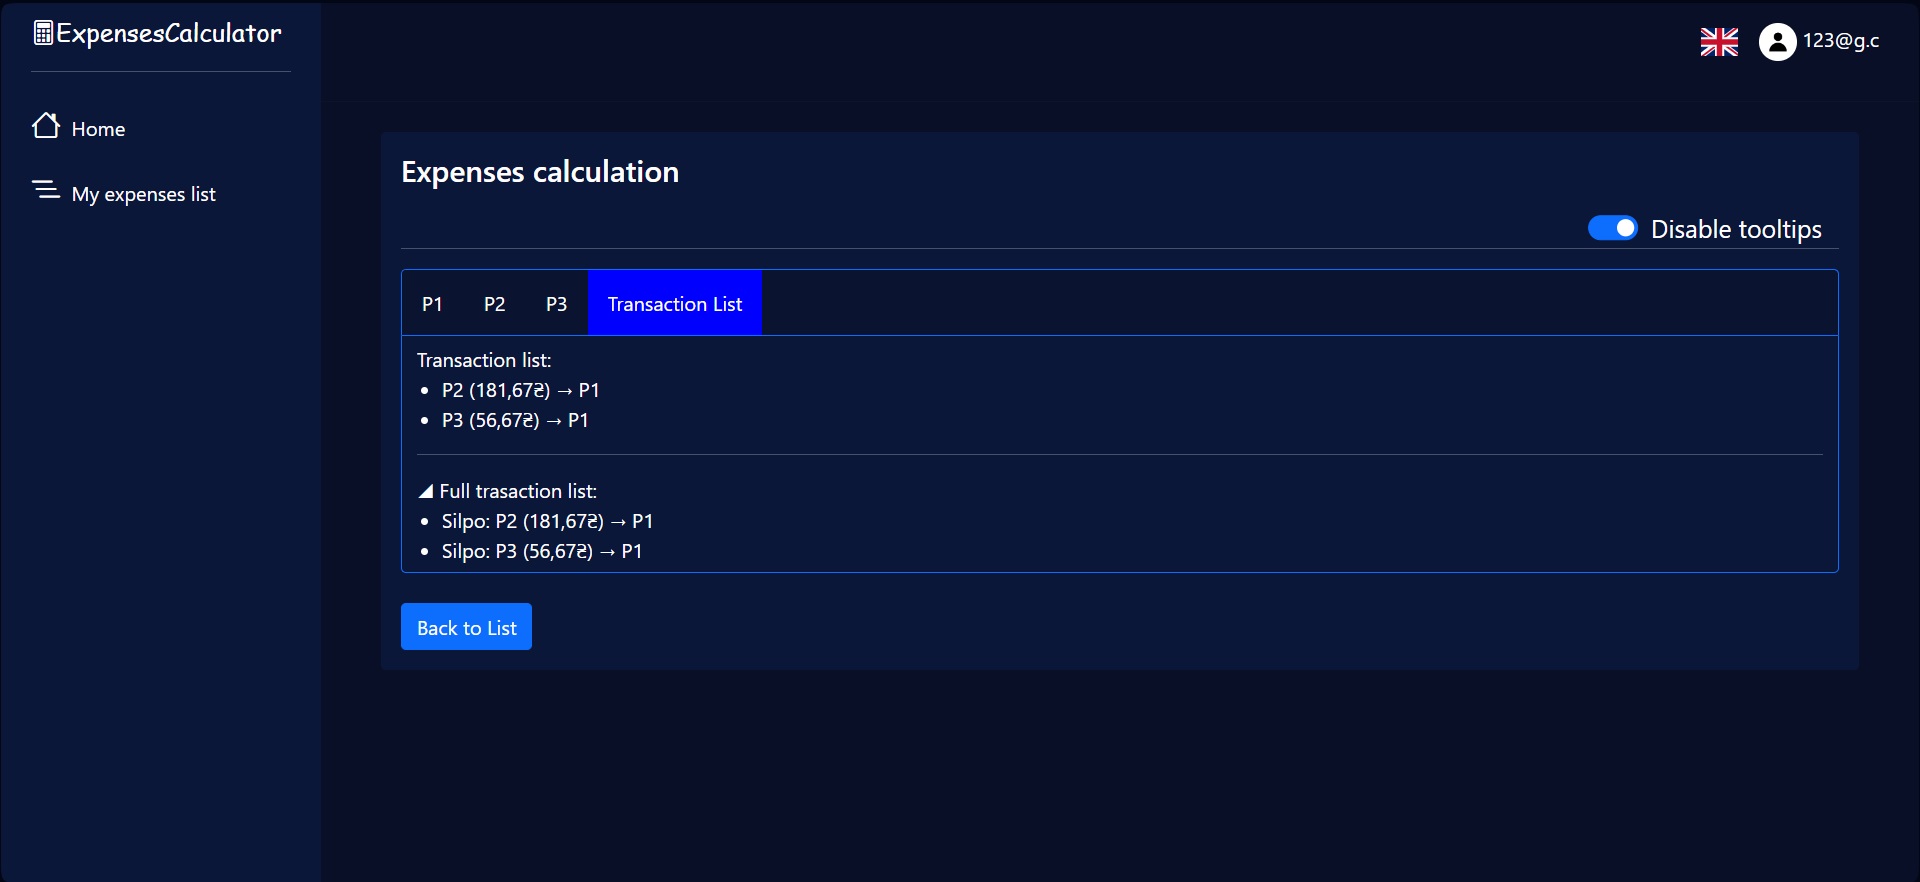 ExpensesCalculator
123@g.c
Home
My expenses list
Expenses calculation
Disable tooltips
P1 P2 P3 Transaction List
Transaction list:
• P2 (181,67₴) → P1
• P3 (56,67₴) → P1
Full trasaction list:
• Silpo: P2 (181,67₴) → P1
• Silpo: P3 (56,67₴) → P1
Back to List